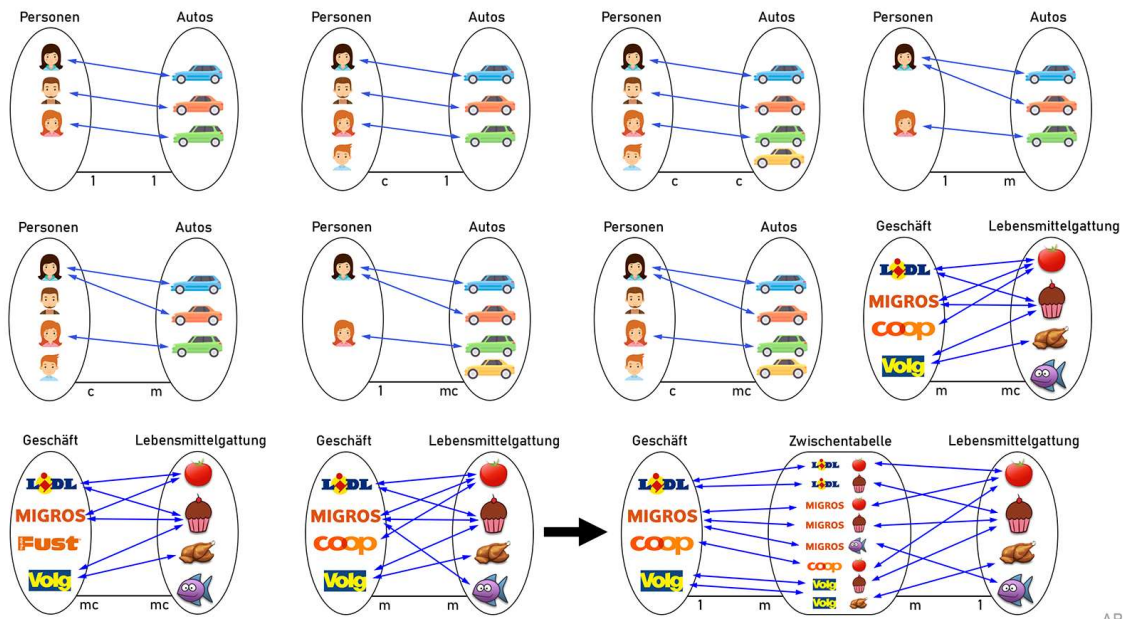 Personen Autos Personen Autos Personen Autos Personen Autos
1 1 c 1 c c 1 m
Personen Autos Personen Autos Personen Autos Geschäft Lebensmittelgattung
LIDL
MIGROS
coop
Volg
c m 1 mc c mc m mc
Geschäft Lebensmittelgattung Geschäft Lebensmittelgattung Geschäft Zwischentabelle Lebensmittelgattung
LIDL LIDL LIDL LIDL
LIDL
MIGROS MIGROS MIGROS MIGROS
MIGROS
Fust coop coop MIGROS
coop
Volg Volg Volg Volg
Volg
mc mc m m 1 m m 1